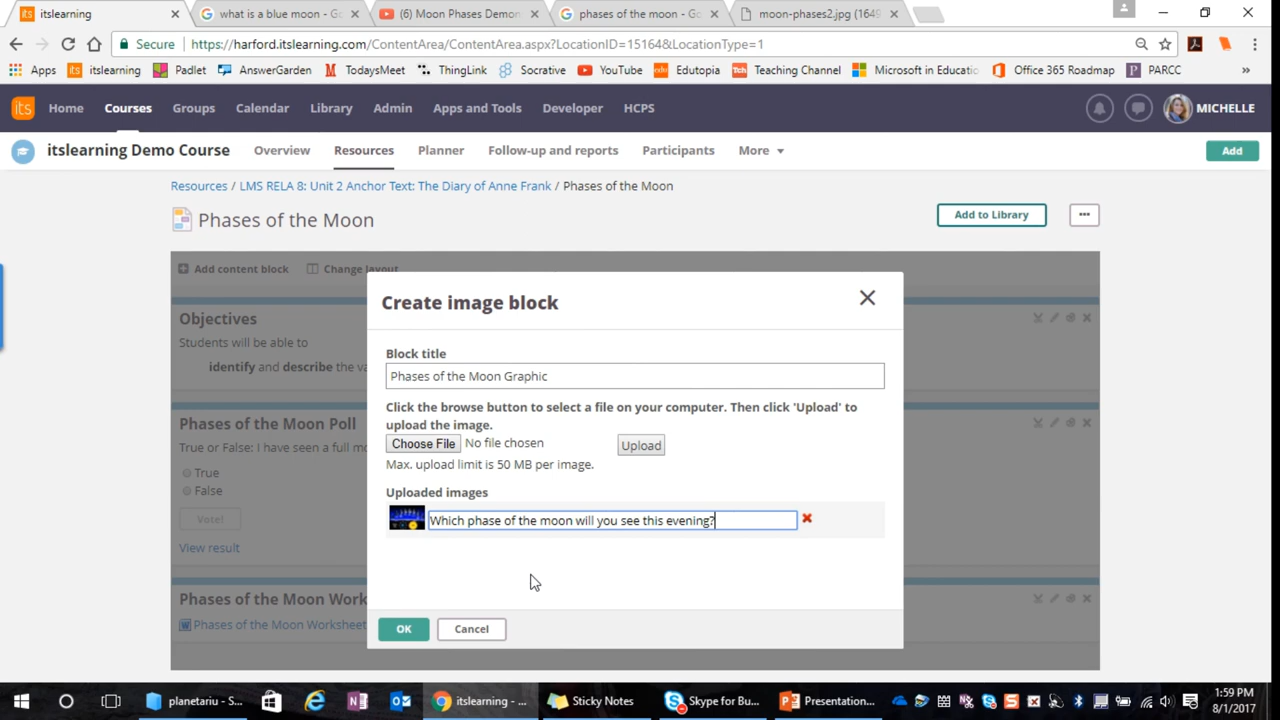 itslearning
what is a blue moon - Go
(6) Moon Phases Demon
phases of the moon - Go
moon-phases2.jpg (1649
Secure
https://harford.itslearning.com/ContentArea/ContentArea.aspx?LocationID=15164&LocationType=1
Apps its itslearning Padlet AnswerGarden TodaysMeet ThingLink Socrative YouTube edu Edutopia Tch Teaching Channel Microsoft in Educatio Office 365 Roadmap P PARCC »
its Home Courses Groups Calendar Library Admin Apps and Tools Developer HCPS MICHELLE
itslearning Demo Course Overview Resources Planner Follow-up and reports Participants More Add
Resources / LMS RELA 8: Unit 2 Anchor Text: The Diary of Anne Frank / Phases of the Moon
Phases of the Moon
Add to Library
Add content block Change layout
Create image block
Objectives
Students will be able to
identify and describe the va
Block title
Phases of the Moon Graphic
Click the browse button to select a file on your computer. Then click 'Upload' to
upload the image.
Choose File No file chosen Upload
Max. upload limit is 50 MB per image.
Phases of the Moon Poll
True or False: I have seen a full mo
True
False
Vote!
View result
Uploaded images
Which phase of the moon will you see this evening?
Phases of the Moon Work
Phases of the Moon Worksheet
OK Cancel
planetariu - S... itslearning - ... Sticky Notes Skype for Bu... Presentation...
1:59 PM
8/1/2017